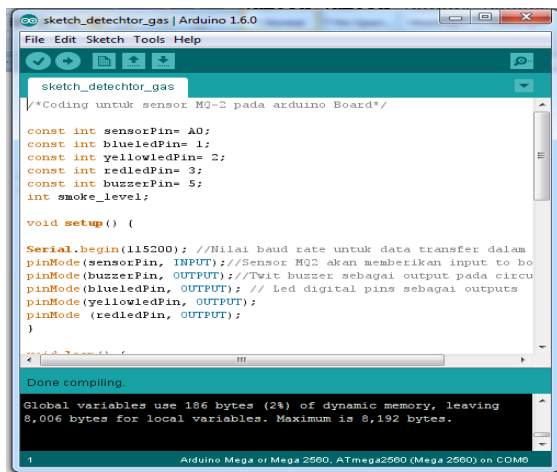 sketch_detechtor_gas | Arduino 1.6.0
File Edit Sketch Tools Help
sketch_detechtor_gas
/*Coding untuk sensor MQ-2 pada arduino Board*/
const int sensorPin= A0;
const int blueledPin= 1;
const int yellowledPin= 2;
const int redledPin= 3;
const int buzzerPin= 5;
int smoke_level;
void setup() {
Serial.begin(115200); //Nilai baud rate untuk data transfer dalam
pinMode(sensorPin, INPUT);//Sensor MQ2 akan memberikan input to bo
pinMode(buzzerPin, OUTPUT);//Twit buzzer sebagai output pada circu
pinMode(blueledPin, OUTPUT); // Led digital pins sebagai outputs
pinMode(yellowledPin, OUTPUT);
pinMode (redledPin, OUTPUT);
}
void loop() {
Done compiling.
Global variables use 186 bytes (2%) of dynamic memory, leaving
8,006 bytes for local variables. Maximum is 8,192 bytes.
1 Arduino Mega or Mega 2560, ATmega2560 (Mega 2560) on COM6